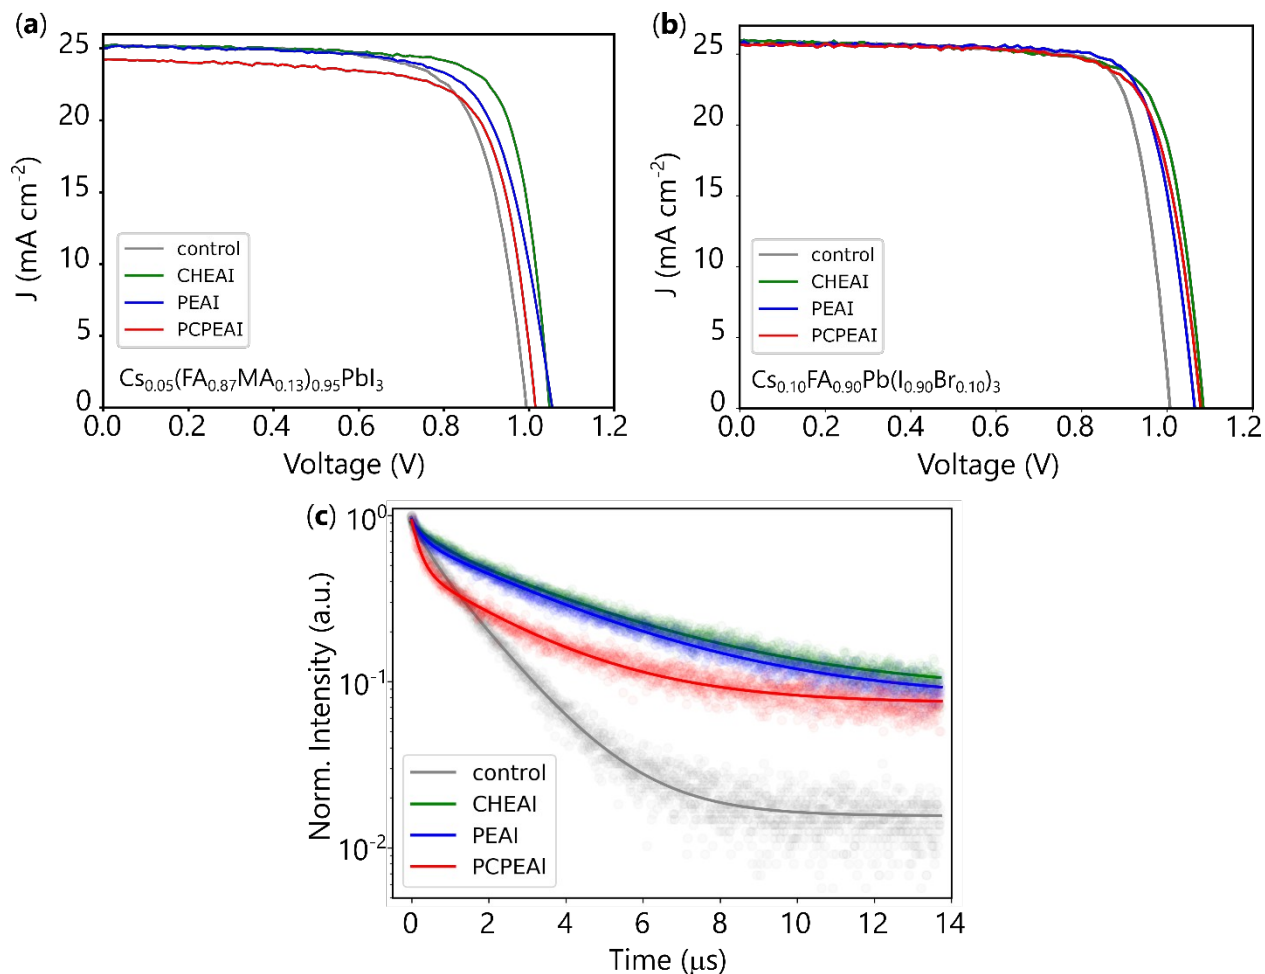 (a)
25
20
15
10
5
0
J (mA cm-2)
control
CHEAI
PEAI
PCPEAI
Cs0.05(FA0.87MA0.13)0.95PbI3
0.0 0.2 0.4 0.6 0.8 1.0 1.2
Voltage (V)
(b)
25
20
15
10
5
0
J (mA cm-2)
control
CHEAI
PEAI
PCPEAI
Cs0.10FA0.90Pb(I0.90Br0.10)3
0.0 0.2 0.4 0.6 0.8 1.0 1.2
Voltage (V)
(c)
10^0
10^-1
10^-2
Norm. Intensity (a.u.)
control
CHEAI
PEAI
PCPEAI
0 2 4 6 8 10 12 14
Time (μs)